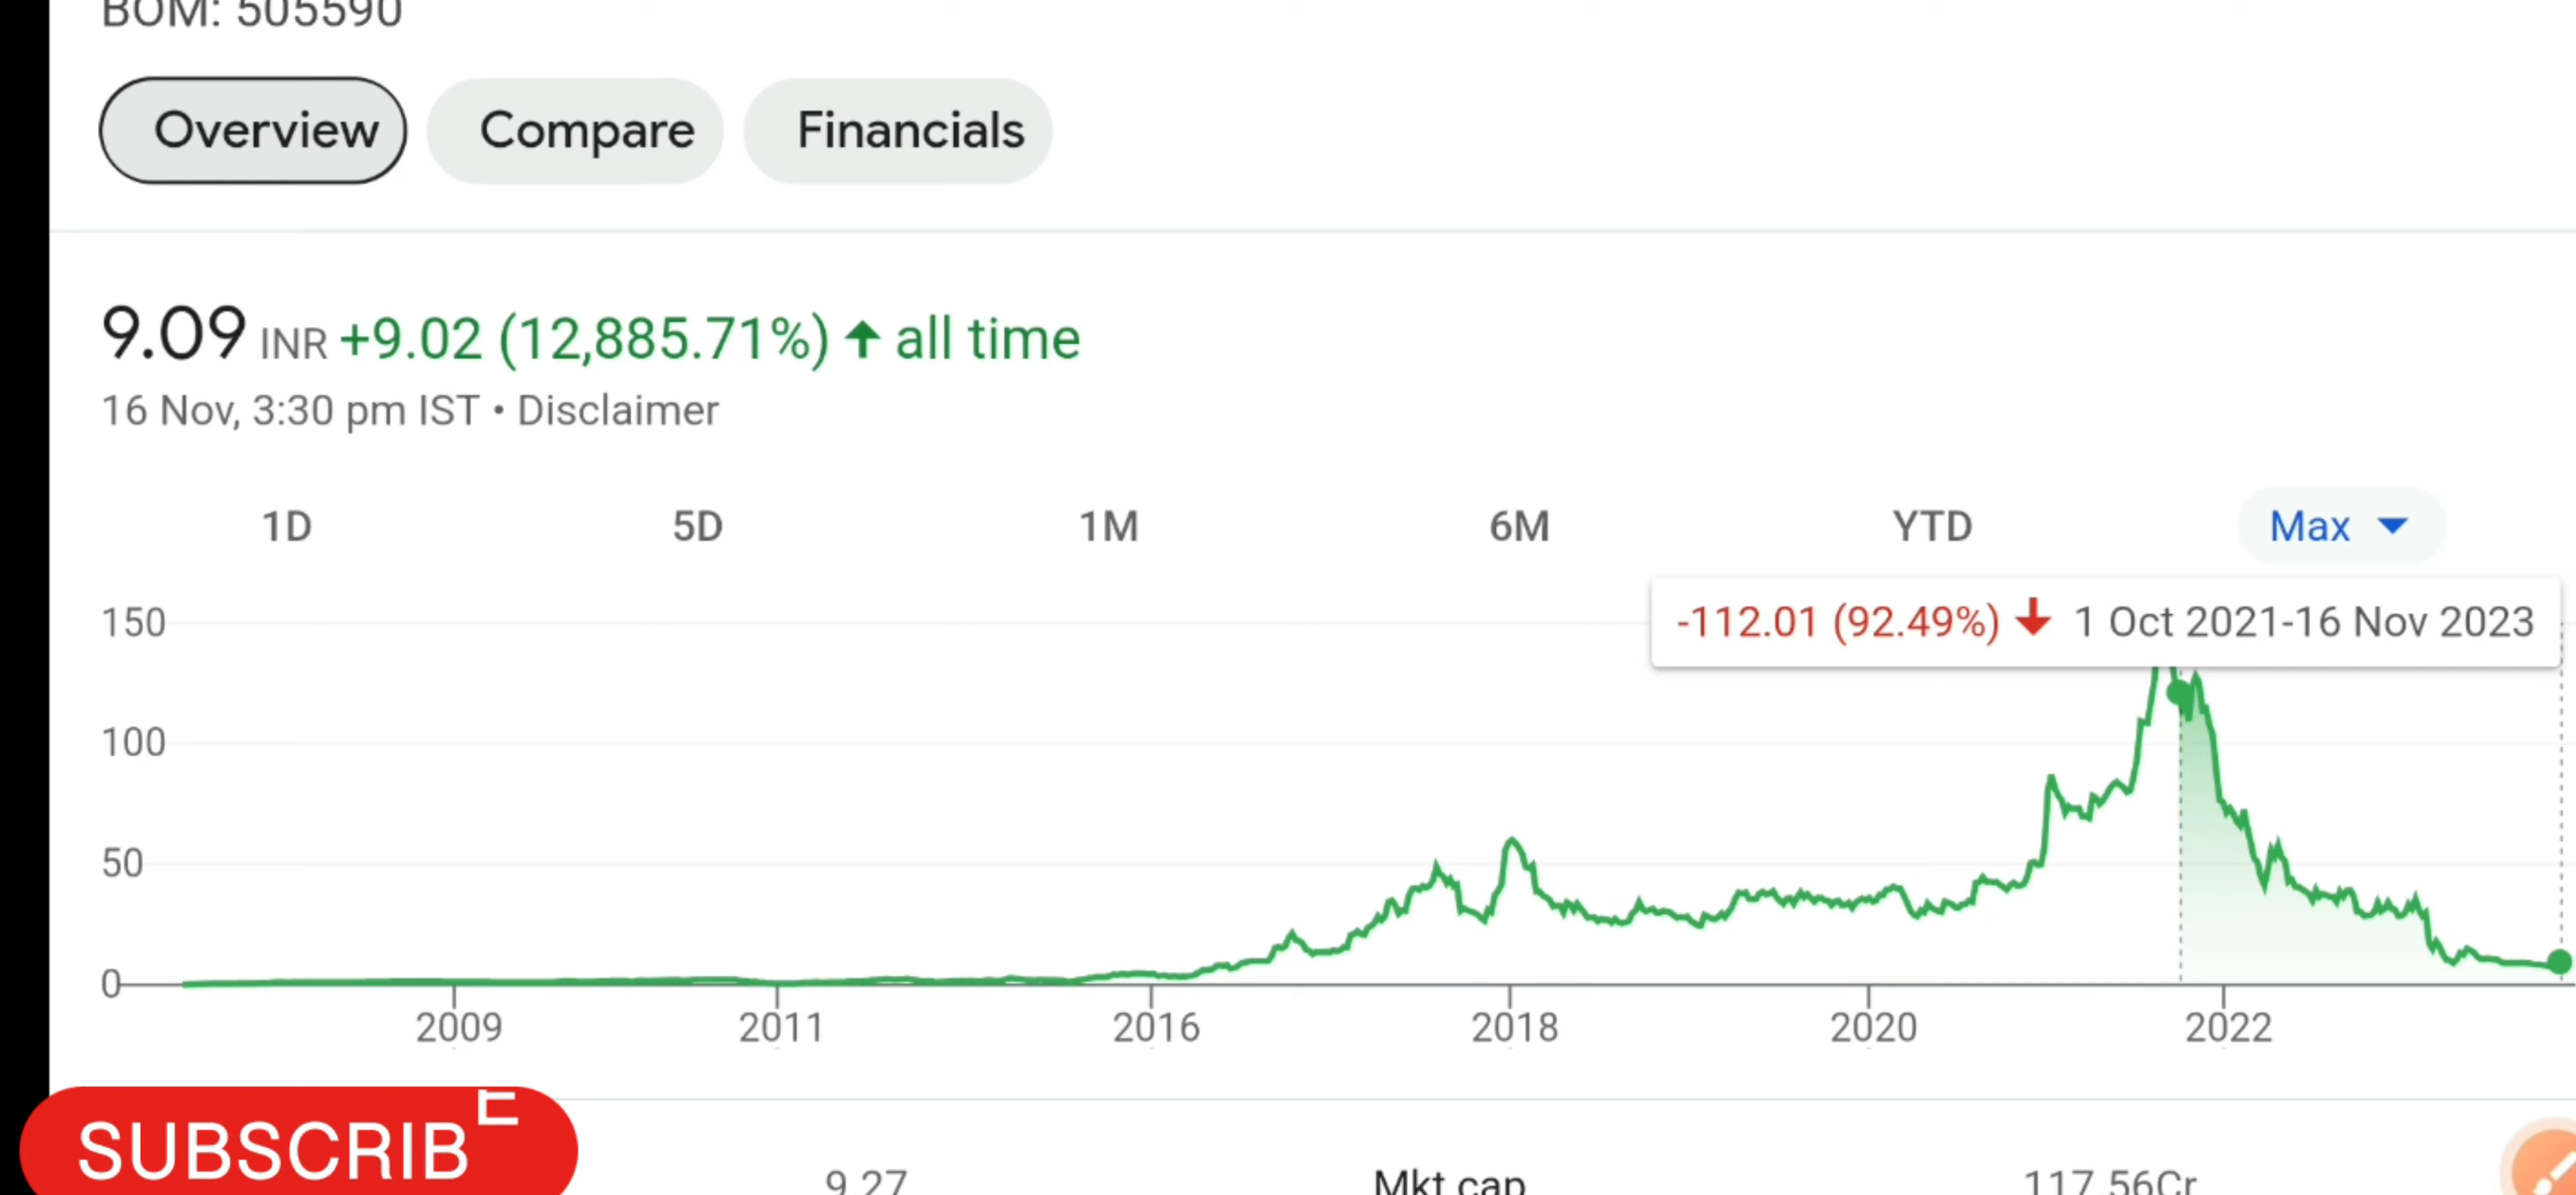 BOM: 505590
Overview Compare Financials
9.09 INR +9.02 (12,885.71%) ↑ all time
16 Nov, 3:30 pm IST • Disclaimer
1D 5D 1M 6M YTD Max
-112.01 (92.49%) ↓ 1 Oct 2021-16 Nov 2023
150
100
50
0
2009 2011 2016 2018 2020 2022
SUBSCRIBE
9.27 Mkt cap 117.56Cr